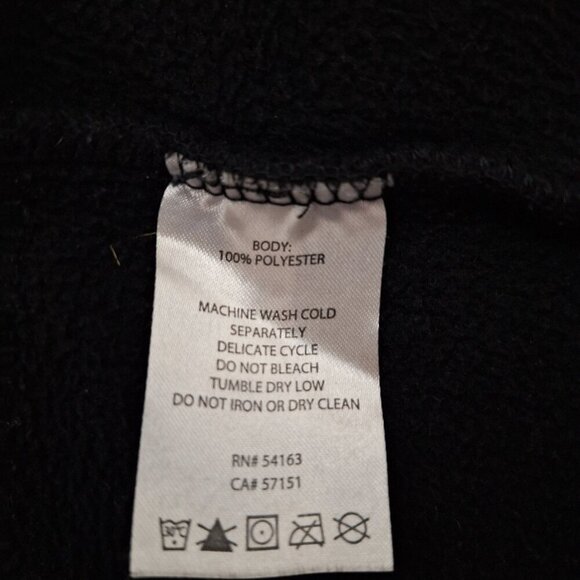 BODY:
100% POLYESTER
MACHINE WASH COLD
SEPARATELY
DELICATE CYCLE
DO NOT BLEACH
TUMBLE DRY LOW
DO NOT IRON OR DRY CLEAN
RN# 54163
CA# 57151
30°C